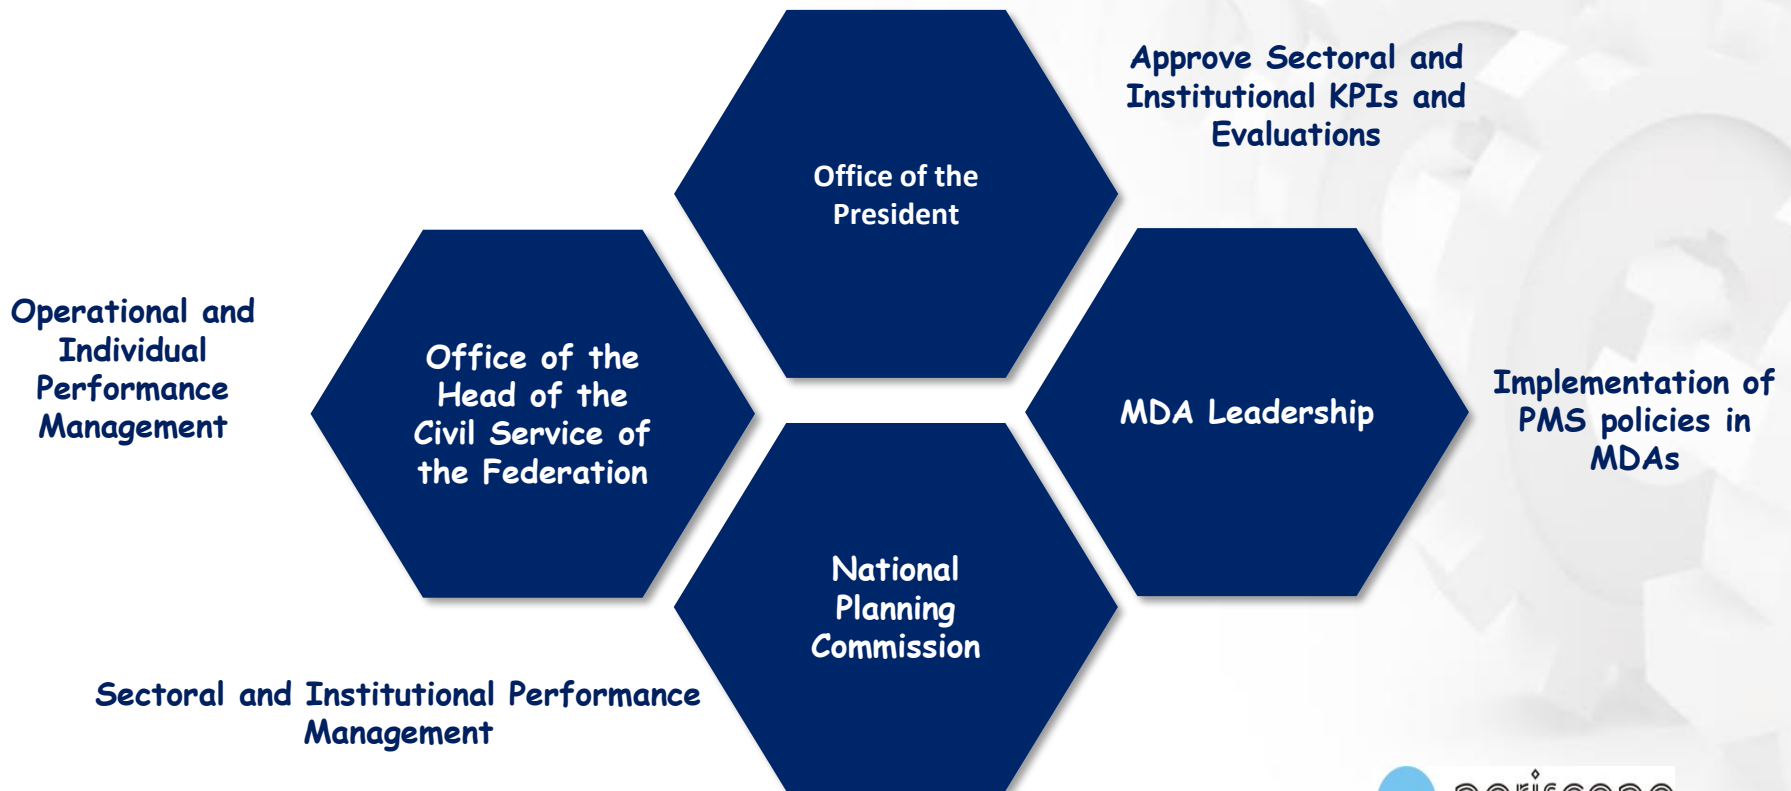 Approve Sectoral and
Institutional KPIs and
Evaluations
Office of the
President
Operational and
Individual
Performance
Management
Office of the
Head of the
Civil Service of
the Federation
MDA Leadership
Implementation of
PMS policies in
MDAs
National
Planning
Commission
Sectoral and Institutional Performance
Management